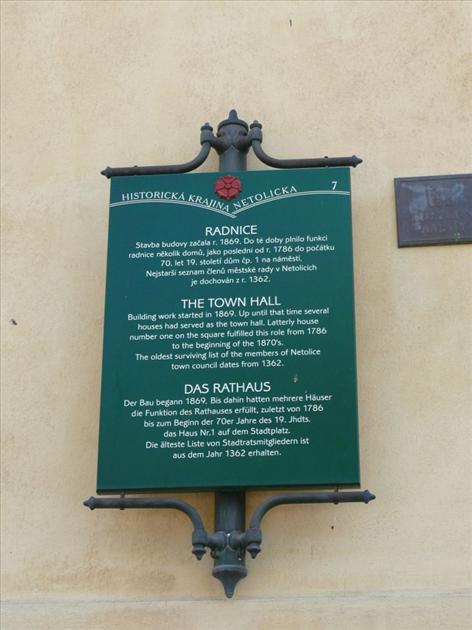 HISTORICKÁ KRAJINA NETOLICKA 7
RADNICE
Stavba budovy začala r. 1869. Do té doby plnilo funkci
radnice několik domů, jako poslední od r. 1786 do počátku
70. let 19. století dům čp. 1 na náměstí.
Nejstarší seznam členů městské rady v Netolicích
je dochován z r. 1362.
THE TOWN HALL
Building work started in 1869. Up until that time several
houses had served as the town hall. Latterly house
number one on the square fulfilled this role from 1786
to the beginning of the 1870's.
The oldest surviving list of the members of Netolice
town council dates from 1362.
DAS RATHAUS
Der Bau begann 1869. Bis dahin hatten mehrere Häuser
die Funktion des Rathauses erfüllt, zuletzt von 1786
bis zum Beginn der 70er Jahre des 19. Jhdts.
das Haus Nr.1 auf dem Stadtplatz.
Die älteste Liste von Stadtratsmitgliedern ist
aus dem Jahr 1362 erhalten.